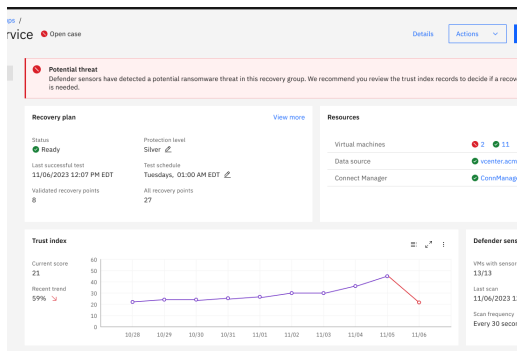 ups /
rvice Open case
Details
Actions
Potential threat
Defender sensors have detected a potential ransomware threat in this recovery group. We recommend you review the trust index records to decide if a recov
is needed.
Recovery plan
View more
Status
Ready
Protection level
Silver
Last successful test
11/06/2023 12:07 PM EDT
Test schedule
Tuesdays, 01:00 AM EDT
Validated recovery points
8
All recovery points
27
Resources
Virtual machines 2 11
Data source vcenter.acm
Connect Manager ConnManage
Trust index
Current score
21
Recent trend
59%
60
50
40
30
20
10
0
10/28 10/29 10/30 10/31 11/01 11/02 11/03 11/04 11/05 11/06
Defender sens
VMs with sensor
13/13
Last scan
11/06/2023 1
Scan frequency
Every 30 secon